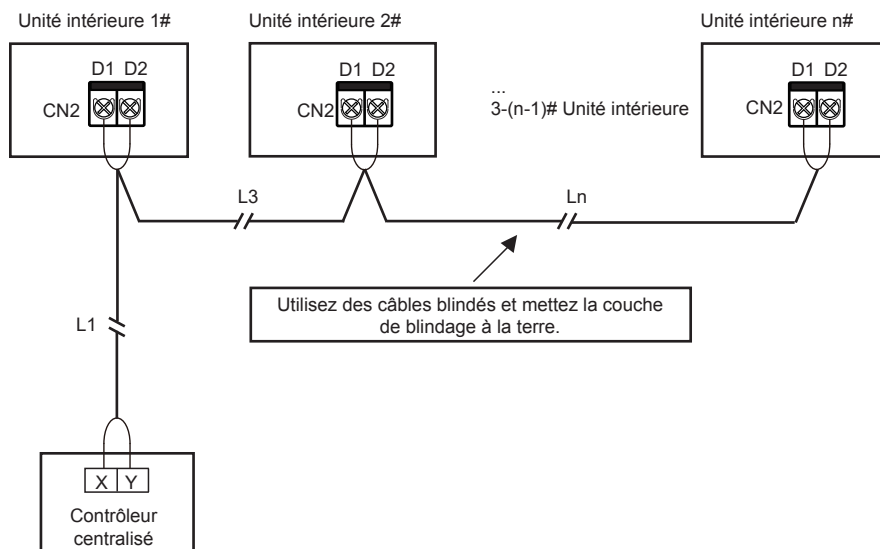 Unité intérieure 1#
Unité intérieure 2#
Unité intérieure n#
D1 D2
CN2
D1 D2
CN2
...
3-(n-1)# Unité intérieure
D1 D2
CN2
L3
Ln
Utilisez des câbles blindés et mettez la couche
de blindage à la terre.
L1
X Y
Contrôleur
centralisé